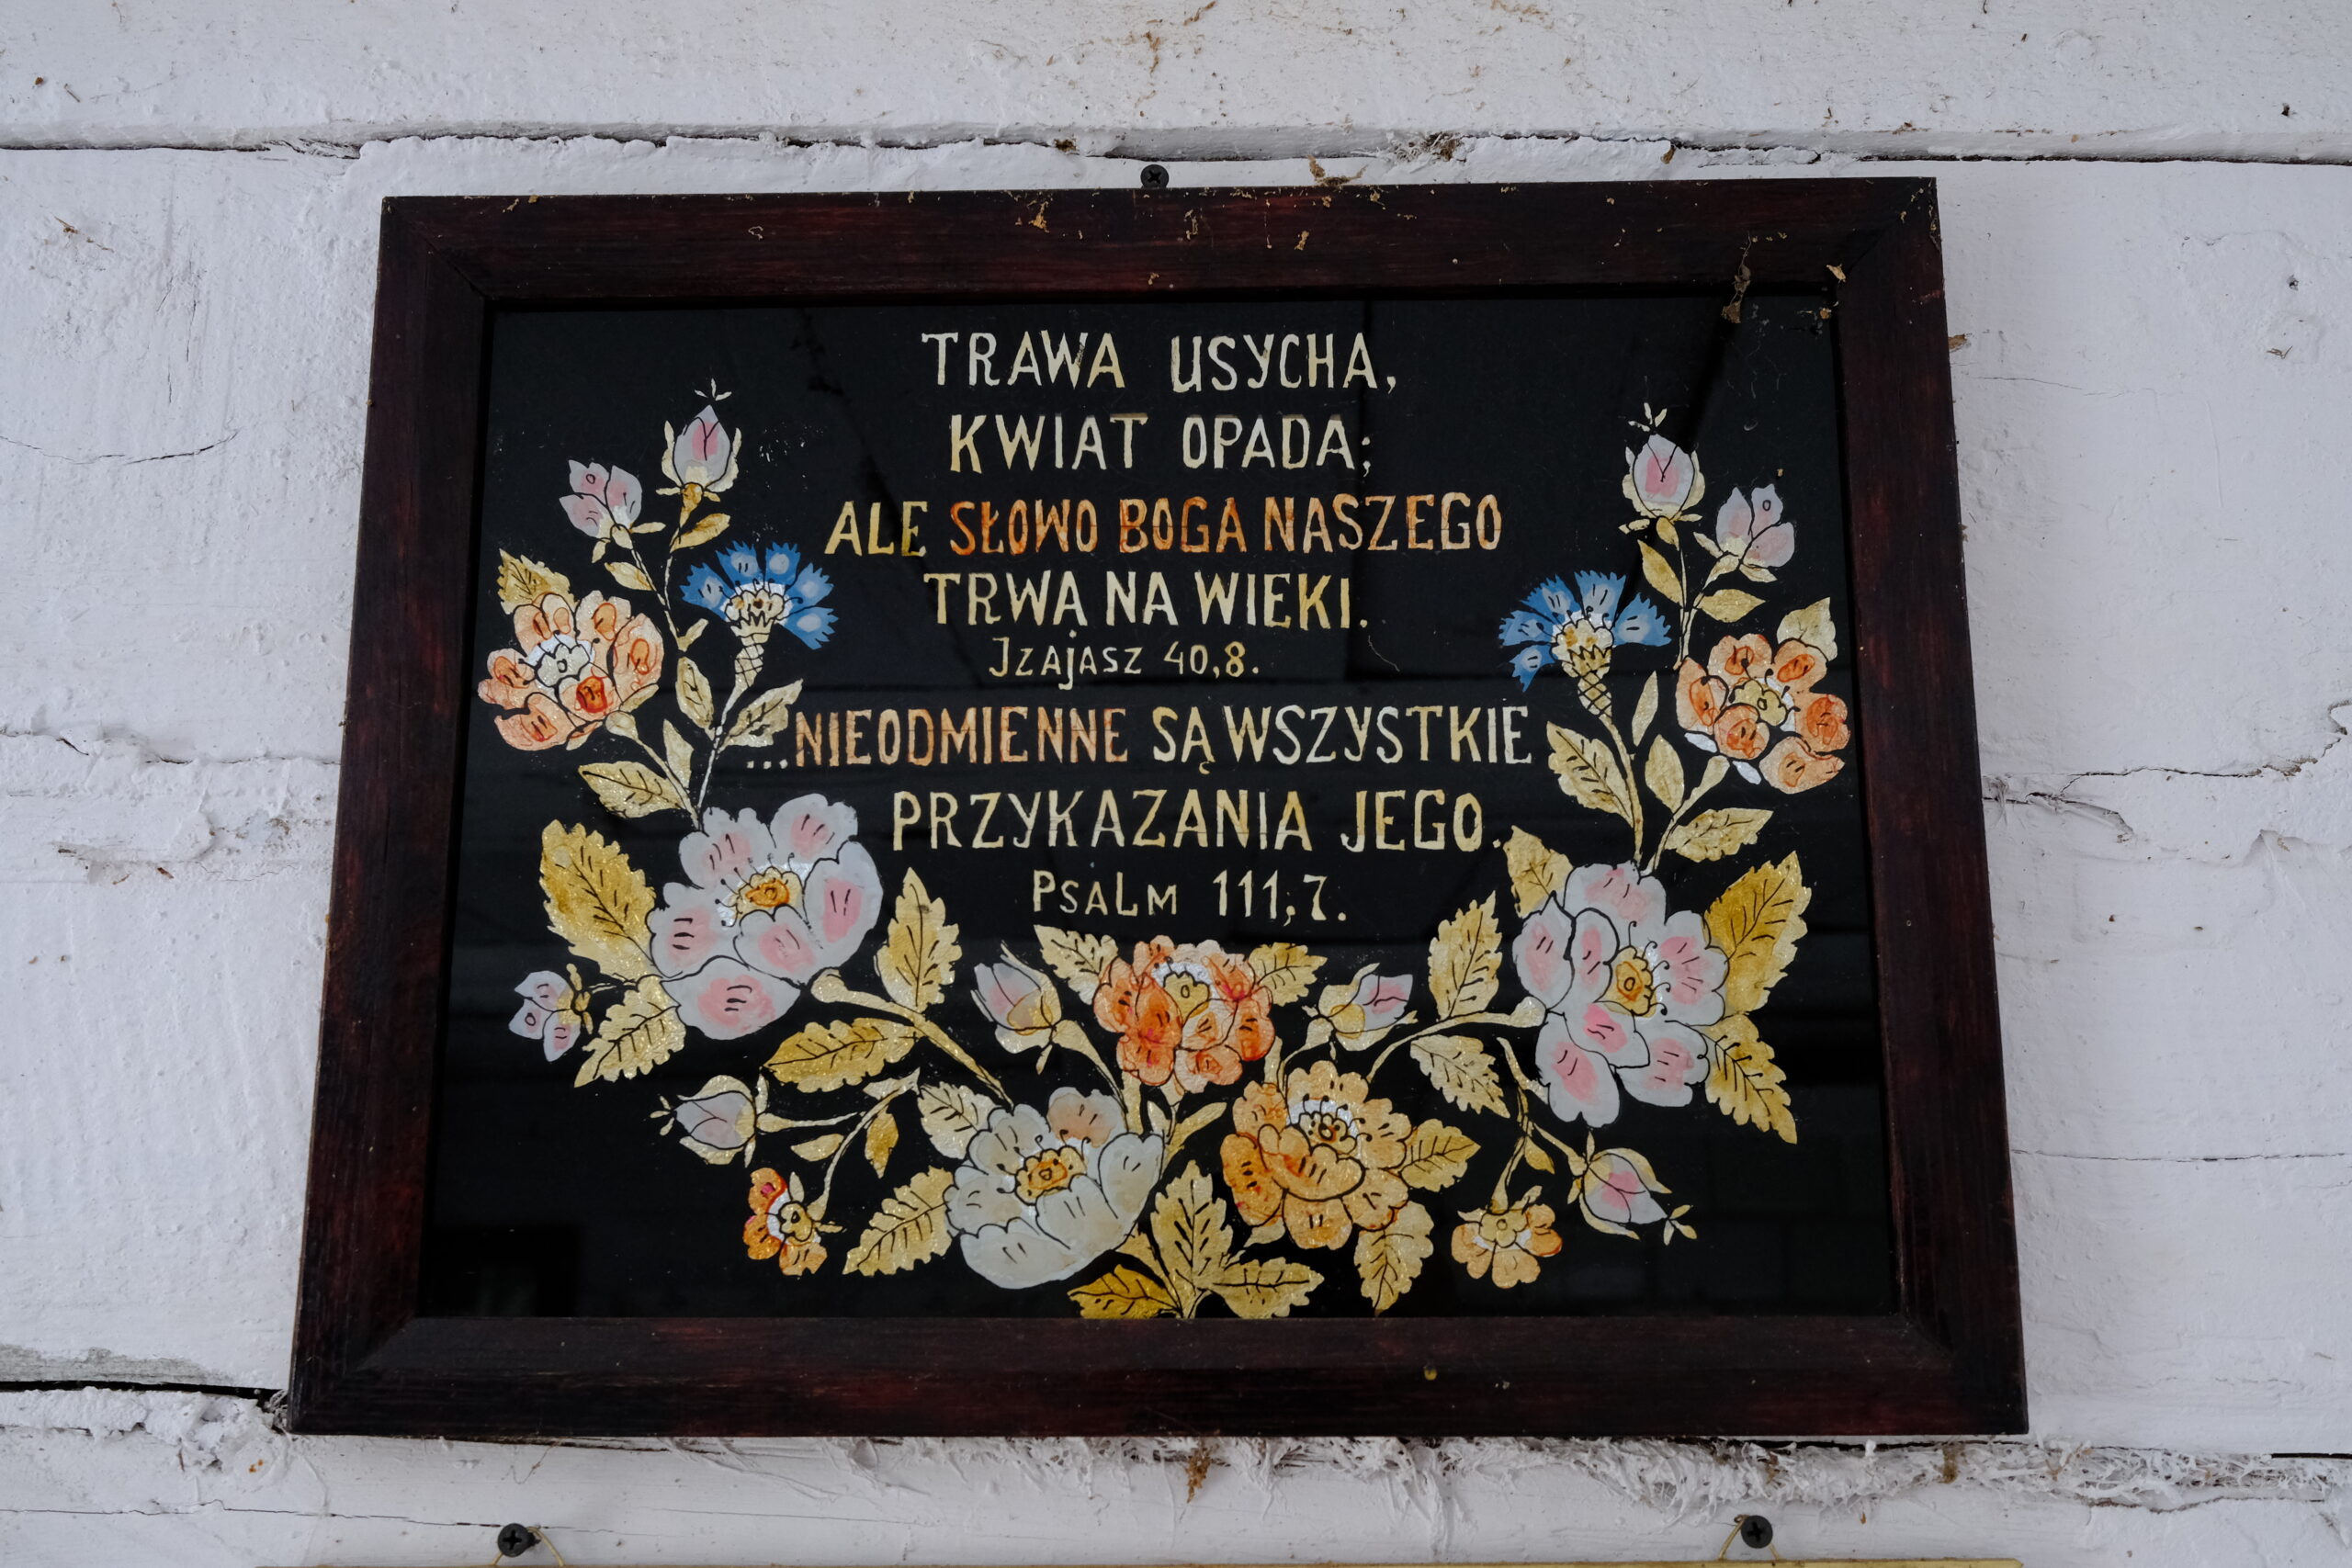 TRAWA USYCHA,
KWIAT OPADA;
ALE SŁOWO BOGA NASZEGO
TRWA NA WIEKI.
JZAJASZ 40,8.
...NIEODMIENNE SĄ WSZYSTKIE
PRZYKAZANIA JEGO.
PSALM 111,7.